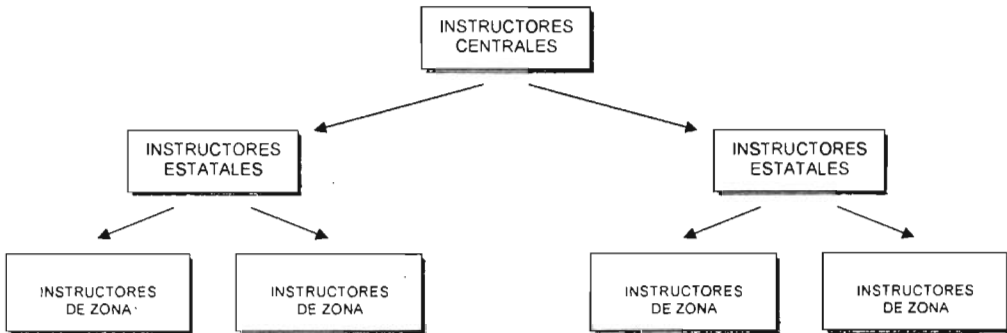 INSTRUCTORES
CENTRALES
INSTRUCTORES
ESTATALES
INSTRUCTORES
ESTATALES
INSTRUCTORES
DE ZONA
INSTRUCTORES
DE ZONA
INSTRUCTORES
DE ZONA
INSTRUCTORES
DE ZONA